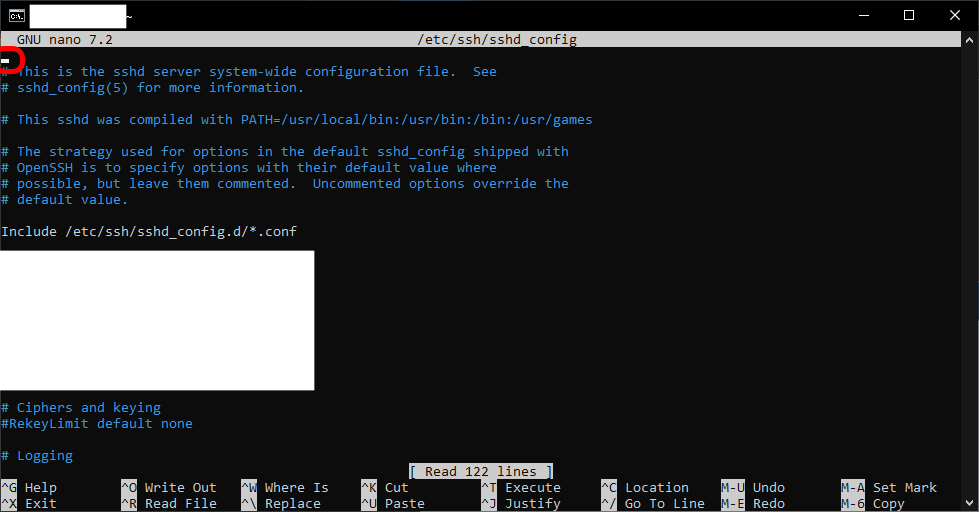 C:\. ~
GNU nano 7.2 /etc/ssh/sshd_config
# This is the sshd server system-wide configuration file.  See
# sshd_config(5) for more information.
# This sshd was compiled with PATH=/usr/local/bin:/usr/bin:/bin:/usr/games
# The strategy used for options in the default sshd_config shipped with
# OpenSSH is to specify options with their default value where
# possible, but leave them commented.  Uncommented options override the
# default value.
Include /etc/ssh/sshd_config.d/*.conf
# Ciphers and keying
#RekeyLimit default none
# Logging
[ Read 122 lines ]
^G Help ^O Write Out ^W Where Is ^K Cut ^T Execute ^C Location M-U Undo M-A Set Mark
^X Exit ^R Read File ^\ Replace ^U Paste ^J Justify ^/ Go To Line M-E Redo M-6 Copy